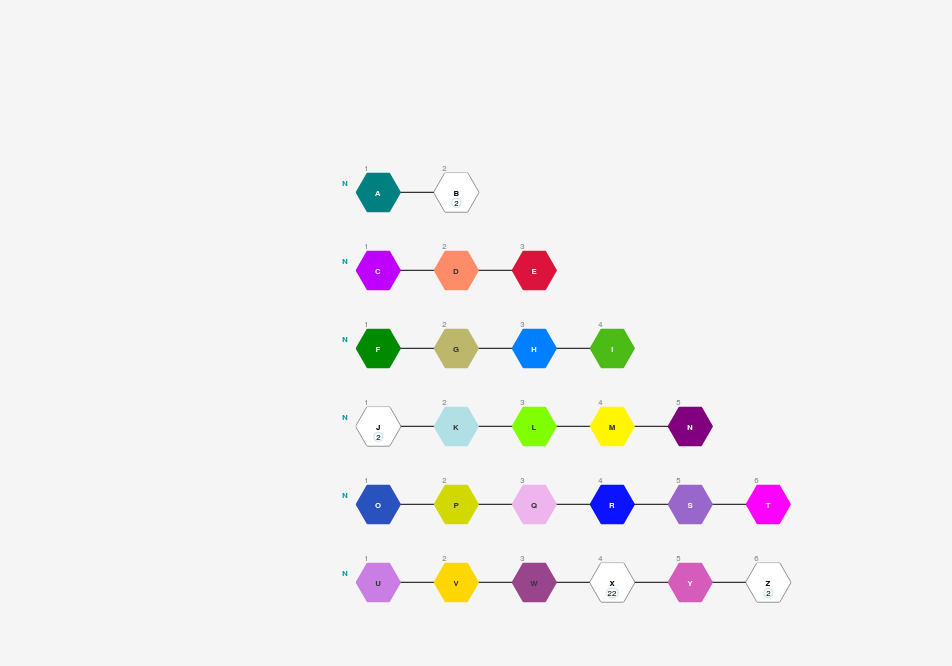 1 2
N A B
2
1 2 3
N C D E
1 2 3 4
N F G H I
1 2 3 4 5
N J K L M N
2
1 2 3 4 5 6
N O P Q R S T
1 2 3 4 5 6
N U V W X Y Z
22 2